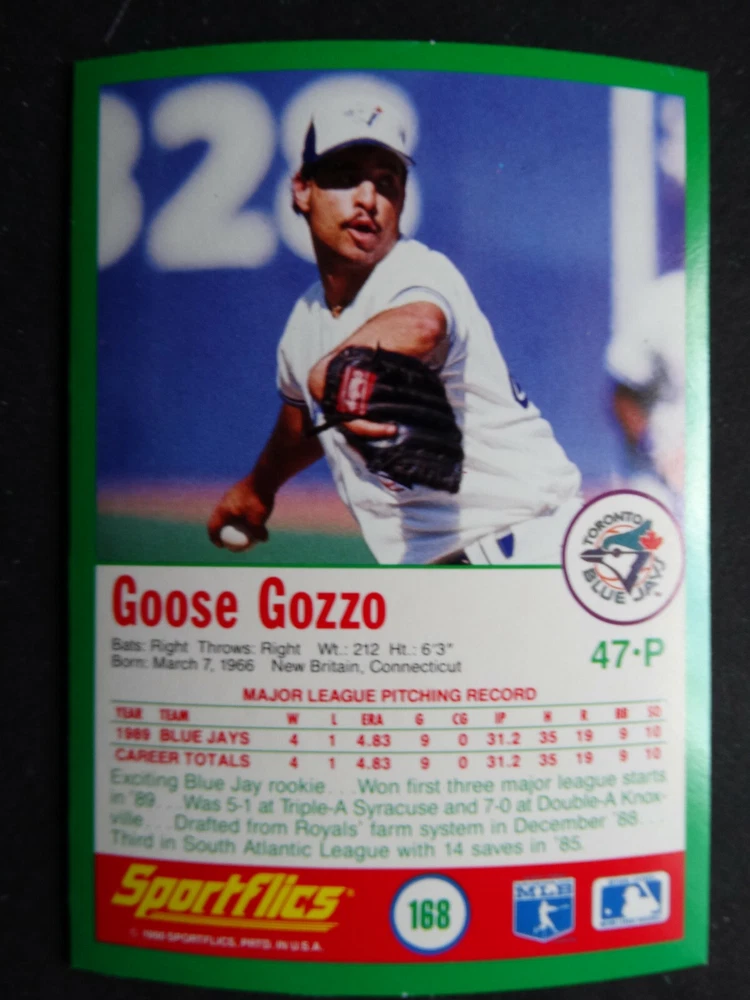 328
TORONTO
BLUE JAYS
Goose Gozzo
Bats: Right Throws: Right Wt.: 212 Ht.: 6'3"
Born: March 7, 1966 New Britain, Connecticut
47•P
MAJOR LEAGUE PITCHING RECORD
YEAR TEAM W L ERA G CG IP H R BB SO
1989 BLUE JAYS 4 1 4.83 9 0 31.2 35 19 9 10
CAREER TOTALS 4 1 4.83 9 0 31.2 35 19 9 10
Exciting Blue Jay rookie...Won first three major league starts
in '89...Was 5-1 at Triple-A Syracuse and 7-0 at Double-A Knox-
ville...Drafted from Royals' farm system in December '88...
Third in South Atlantic League with 14 saves in '85.
Sportflics
168
MLB
© 1990 SPORTFLICS, PRTD. IN U.S.A.